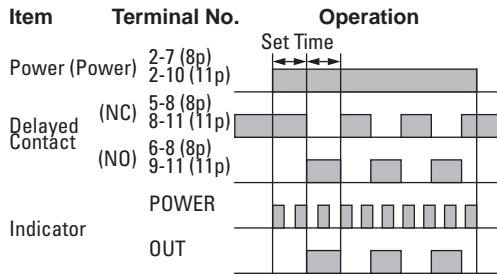 Item Terminal No. Operation
Set Time
Power (Power) 2-7 (8p)
2-10 (11p)
Delayed
Contact
(NC) 5-8 (8p)
8-11 (11p)
(NO) 6-8 (8p)
9-11 (11p)
Indicator
POWER
OUT